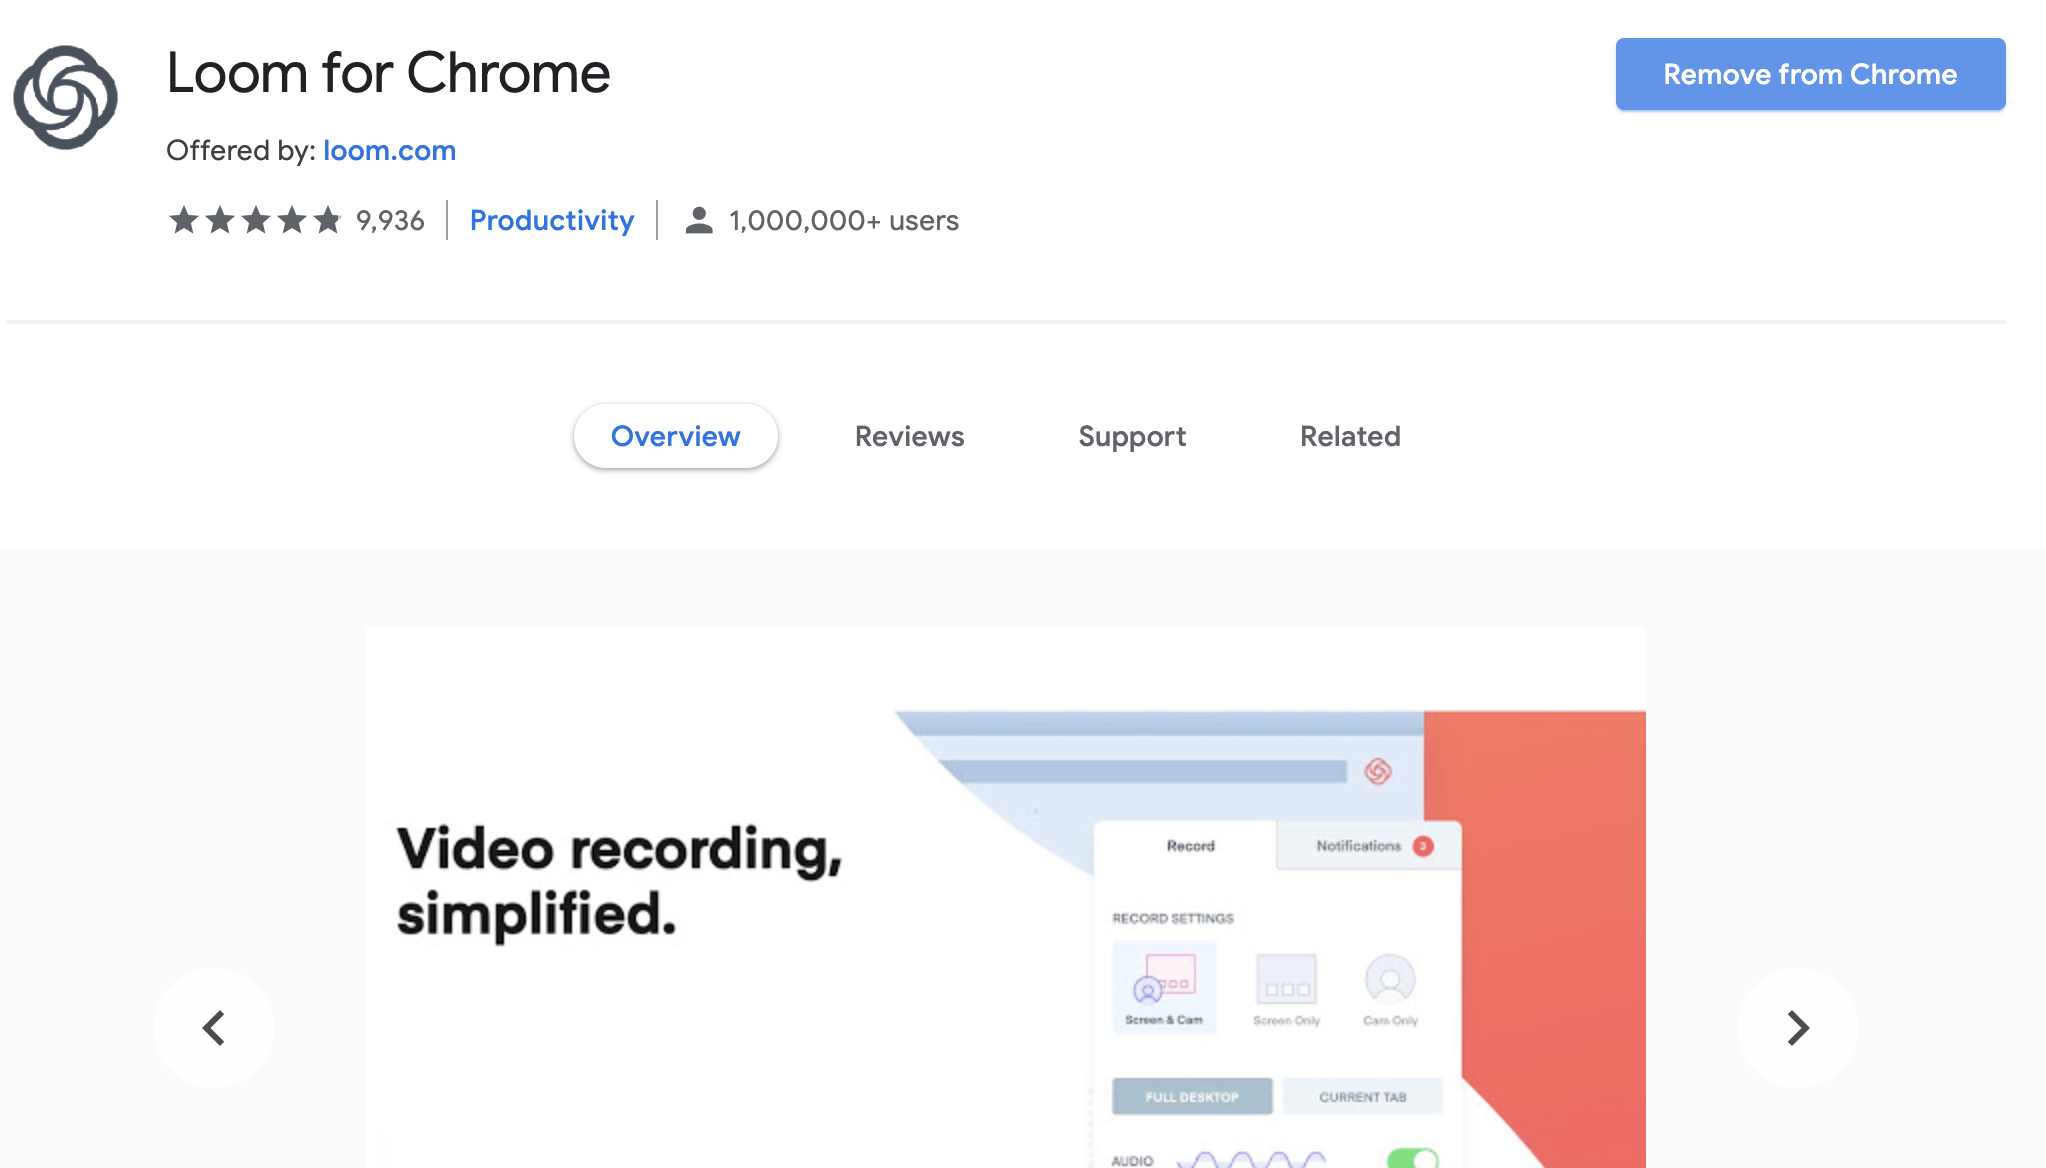 Loom for Chrome
Remove from Chrome
Offered by: loom.com
9,936 Productivity 1,000,000+ users
Overview Reviews Support Related
Video recording,
simplified.
Record Notifications 3
RECORD SETTINGS
Screen & Cam Screen Only Cam Only
FULL DESKTOP CURRENT TAB
AUDIO